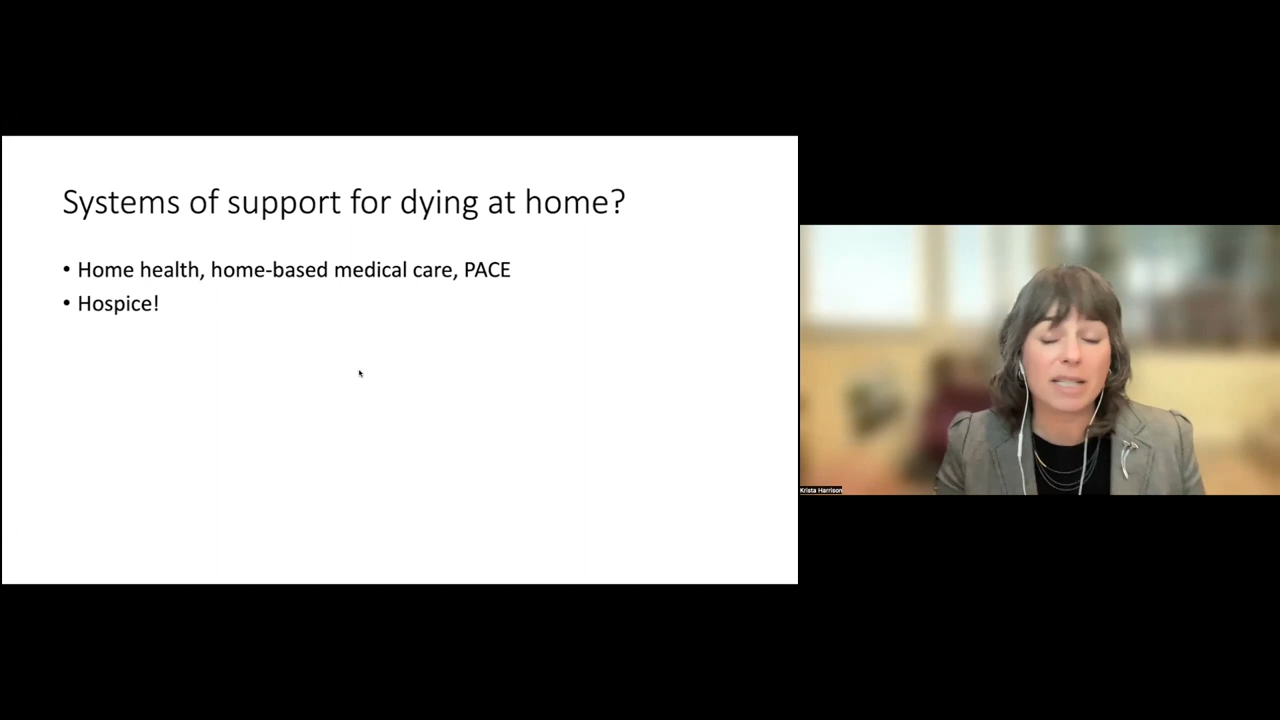 Systems of support for dying at home?
• Home health, home-based medical care, PACE
• Hospice!
Krista Harrison